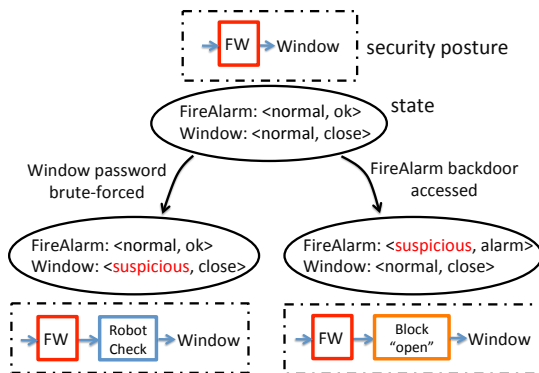 FW Window
security posture
state
FireAlarm: <normal, ok>
Window: <normal, close>
Window password
brute-forced
FireAlarm backdoor
accessed
FireAlarm: <normal, ok>
Window: <suspicious, close>
FireAlarm: <suspicious, alarm>
Window: <normal, close>
FW Robot Check Window
FW Block "open" Window